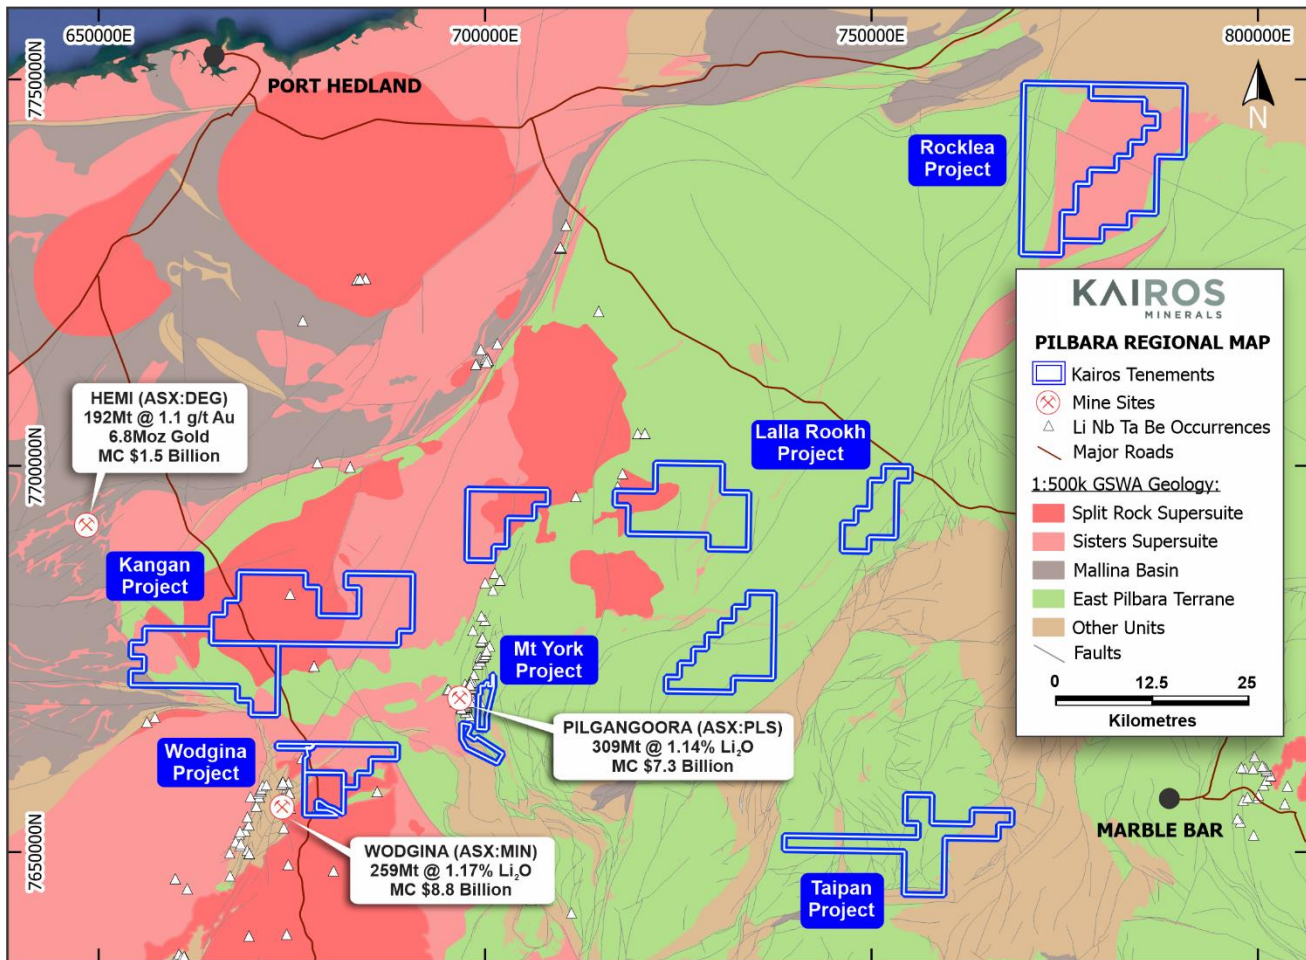 650000E
700000E
750000E
800000E
7750000N
7700000N
7650000N
PORT HEDLAND
N
Rocklea
Project
HEMI (ASX:DEG)
192Mt @ 1.1 g/t Au
6.8Moz Gold
MC $1.5 Billion
Lalla Rookh
Project
Kangan
Project
Mt York
Project
PILGANGOORA (ASX:PLS)
309Mt @ 1.14% Li₂O
MC $7.3 Billion
Wodgina
Project
WODGINA (ASX:MIN)
259Mt @ 1.17% Li₂O
MC $8.8 Billion
Taipan
Project
MARBLE BAR
KAIROS
MINERALS
PILBARA REGIONAL MAP
Kairos Tenements
Mine Sites
Li Nb Ta Be Occurrences
Major Roads
1:500k GSWA Geology:
Split Rock Supersuite
Sisters Supersuite
Mallina Basin
East Pilbara Terrane
Other Units
Faults
0 12.5 25
Kilometres